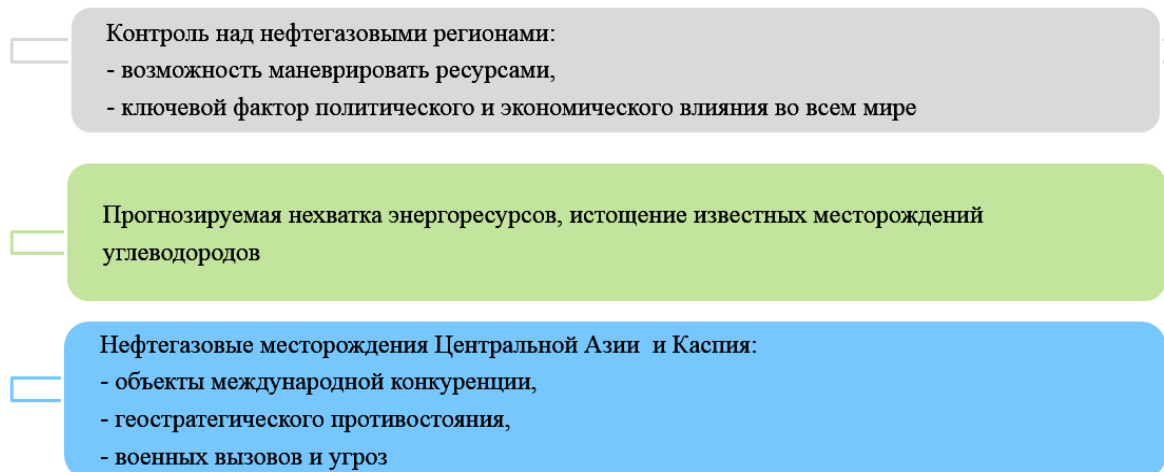 Контроль над нефтегазовыми регионами:
- возможность маневрировать ресурсами,
- ключевой фактор политического и экономического влияния во всем мире
Прогнозируемая нехватка энергоресурсов, истощение известных месторождений
углеводородов
Нефтегазовые месторождения Центральной Азии и Каспия:
- объекты международной конкуренции,
- геостратегического противостояния,
- военных вызовов и угроз